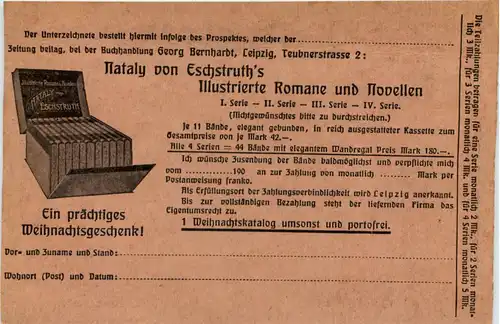 Der Unterzeichnete bestellt hiermit infolge des Prospektes, welcher der
Zeitung beilag, bei der Buchhandlung Georg Bernhardt, Leipzig, Teubnerstrasse 2:
Nataly von Eschstruth's
Illustrierte Romane und Novellen
I. Serie — II. Serie — III. Serie — IV. Serie.
(Nichtgewünschtes bitte zu durchstreichen.)
Je 11 Bände, elegant gebunden, in reich ausgestatteter Kassette zum
Gesamtpreise von je Mark 42.—.
Alle 4 Serien = 44 Bände mit elegantem Wandregal Preis Mark 180.—.
Ich wünsche Zusendung der Bände baldmöglichst und verpflichte mich
vom 190 an zur Zahlung von monatlich Mark per
Postanweisung franko.
Als Erfüllungsort der Zahlungsverbindlichkeit wird Leipzig anerkannt.
Bis zur vollständigen Bezahlung steht der liefernden Firma das
Eigentumsrecht zu.
1 Weihnachtskatalog umsonst und portofrei.
NATALY
ESCHSTRUTH
Ein prächtiges
Weihnachtsgeschenk!
Vor- und Zuname und Stand:
Wohnort (Post) und Datum:
Die Teilzahlungen betragen für eine Serie monatlich 2 Mk., für 2 Serien monat-
lich 3 Mk., für 3 Serien monatlich 4 Mk. und für 4 Serien monatlich 5 Mk.